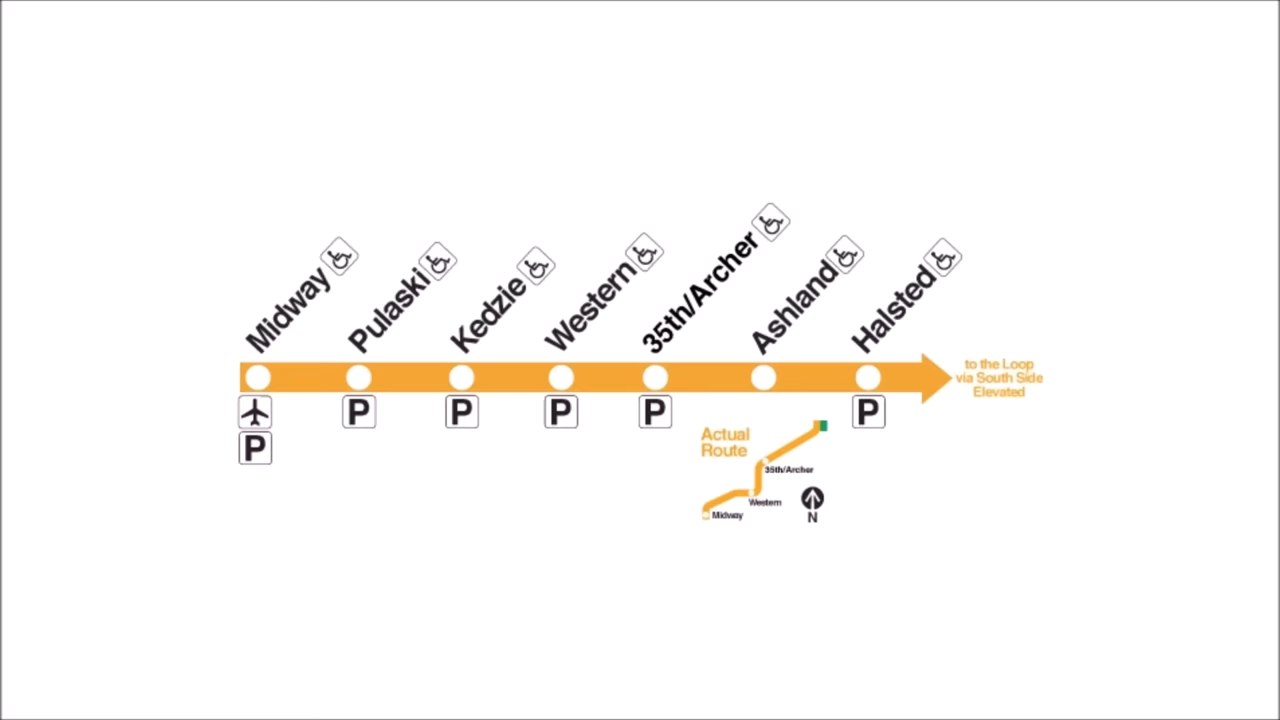 Midway
Pulaski
Kedzie
Western
35th/Archer
Ashland
Halsted
to the Loop
via South Side
Elevated
P
P
P
P
P
P
Actual
Route
35th/Archer
Western
Midway
N